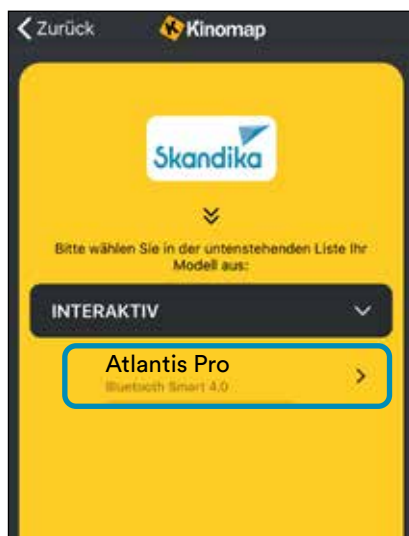 Zurück
Kinomap
Skandika
Bitte wählen Sie in der untenstehenden Liste Ihr
Modell aus:
INTERAKTIV
Atlantis Pro
Bluetooth Smart 4.0